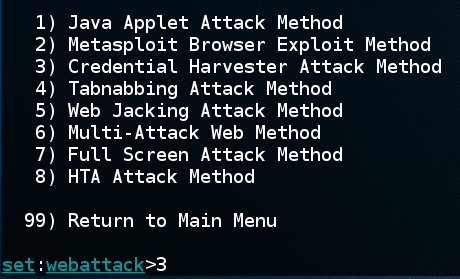 1) Java Applet Attack Method
2) Metasploit Browser Exploit Method
3) Credential Harvester Attack Method
4) Tabnabbing Attack Method
5) Web Jacking Attack Method
6) Multi-Attack Web Method
7) Full Screen Attack Method
8) HTA Attack Method
99) Return to Main Menu
set:webattack>3